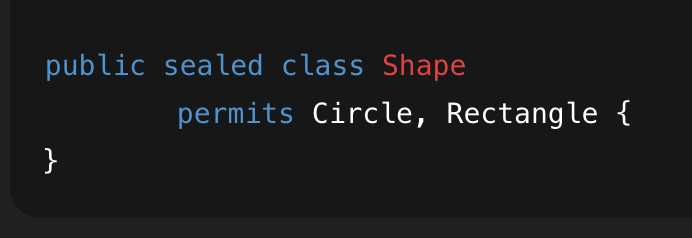 public sealed class Shape
permits Circle, Rectangle {
}